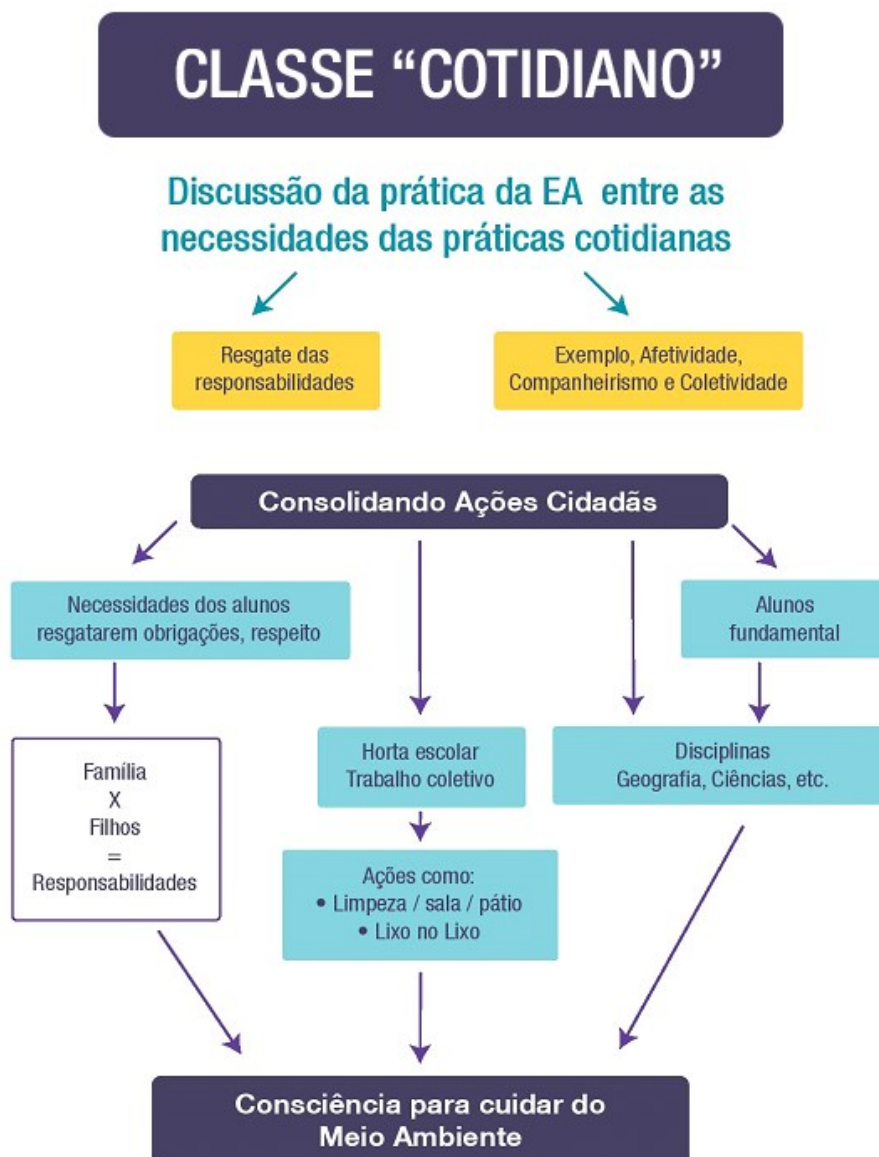 CLASSE “COTIDIANO”
Discussão da prática da EA entre as
necessidades das práticas cotidianas
Resgate das
responsabilidades
Exemplo, Afetividade,
Companheirismo e Coletividade
Consolidando Ações Cidadãs
Necessidades dos alunos
resgatarem obrigações, respeito
Alunos
fundamental
Família
X
Filhos
=
Responsabilidades
Horta escolar
Trabalho coletivo
Disciplinas
Geografia, Ciências, etc.
Ações como:
• Limpeza / sala / pátio
• Lixo no Lixo
Consciência para cuidar do
Meio Ambiente